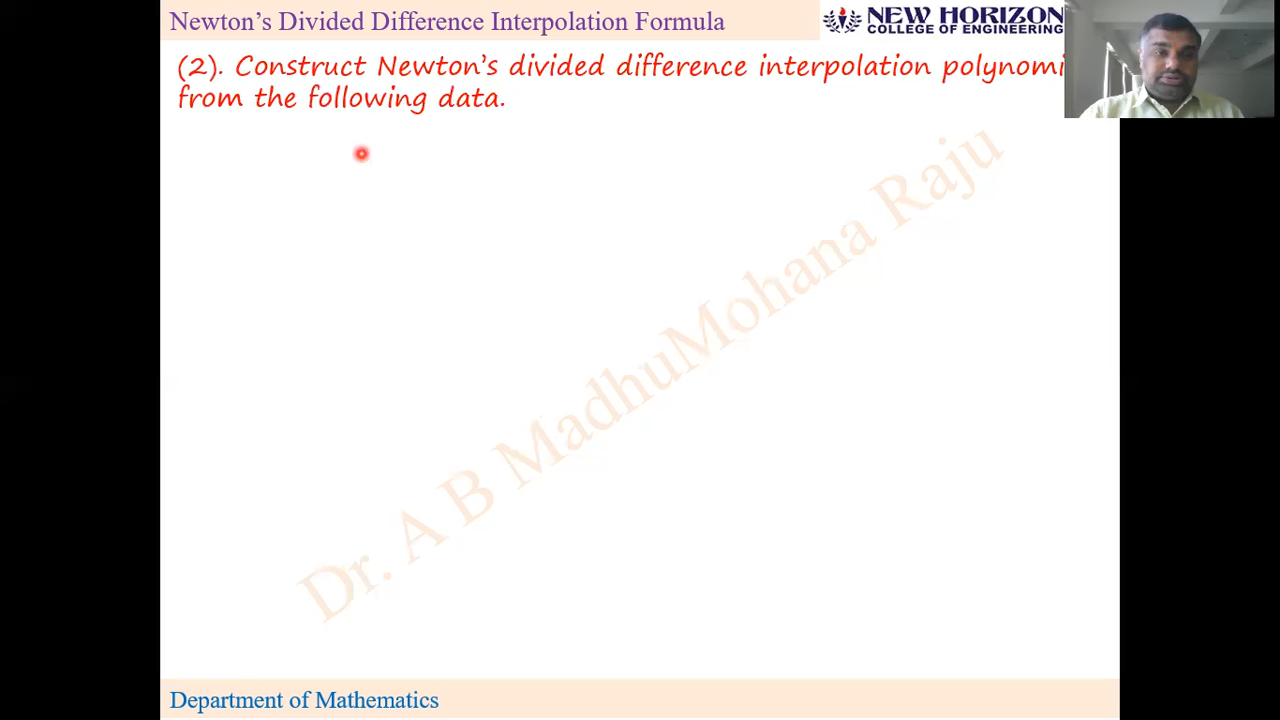 Newton’s Divided Difference Interpolation Formula
NEW HORIZON
COLLEGE OF ENGINEERING
(2). Construct Newton’s divided difference interpolation polynomi
from the following data.
Dr. A B MadhuMohana Raju
Department of Mathematics